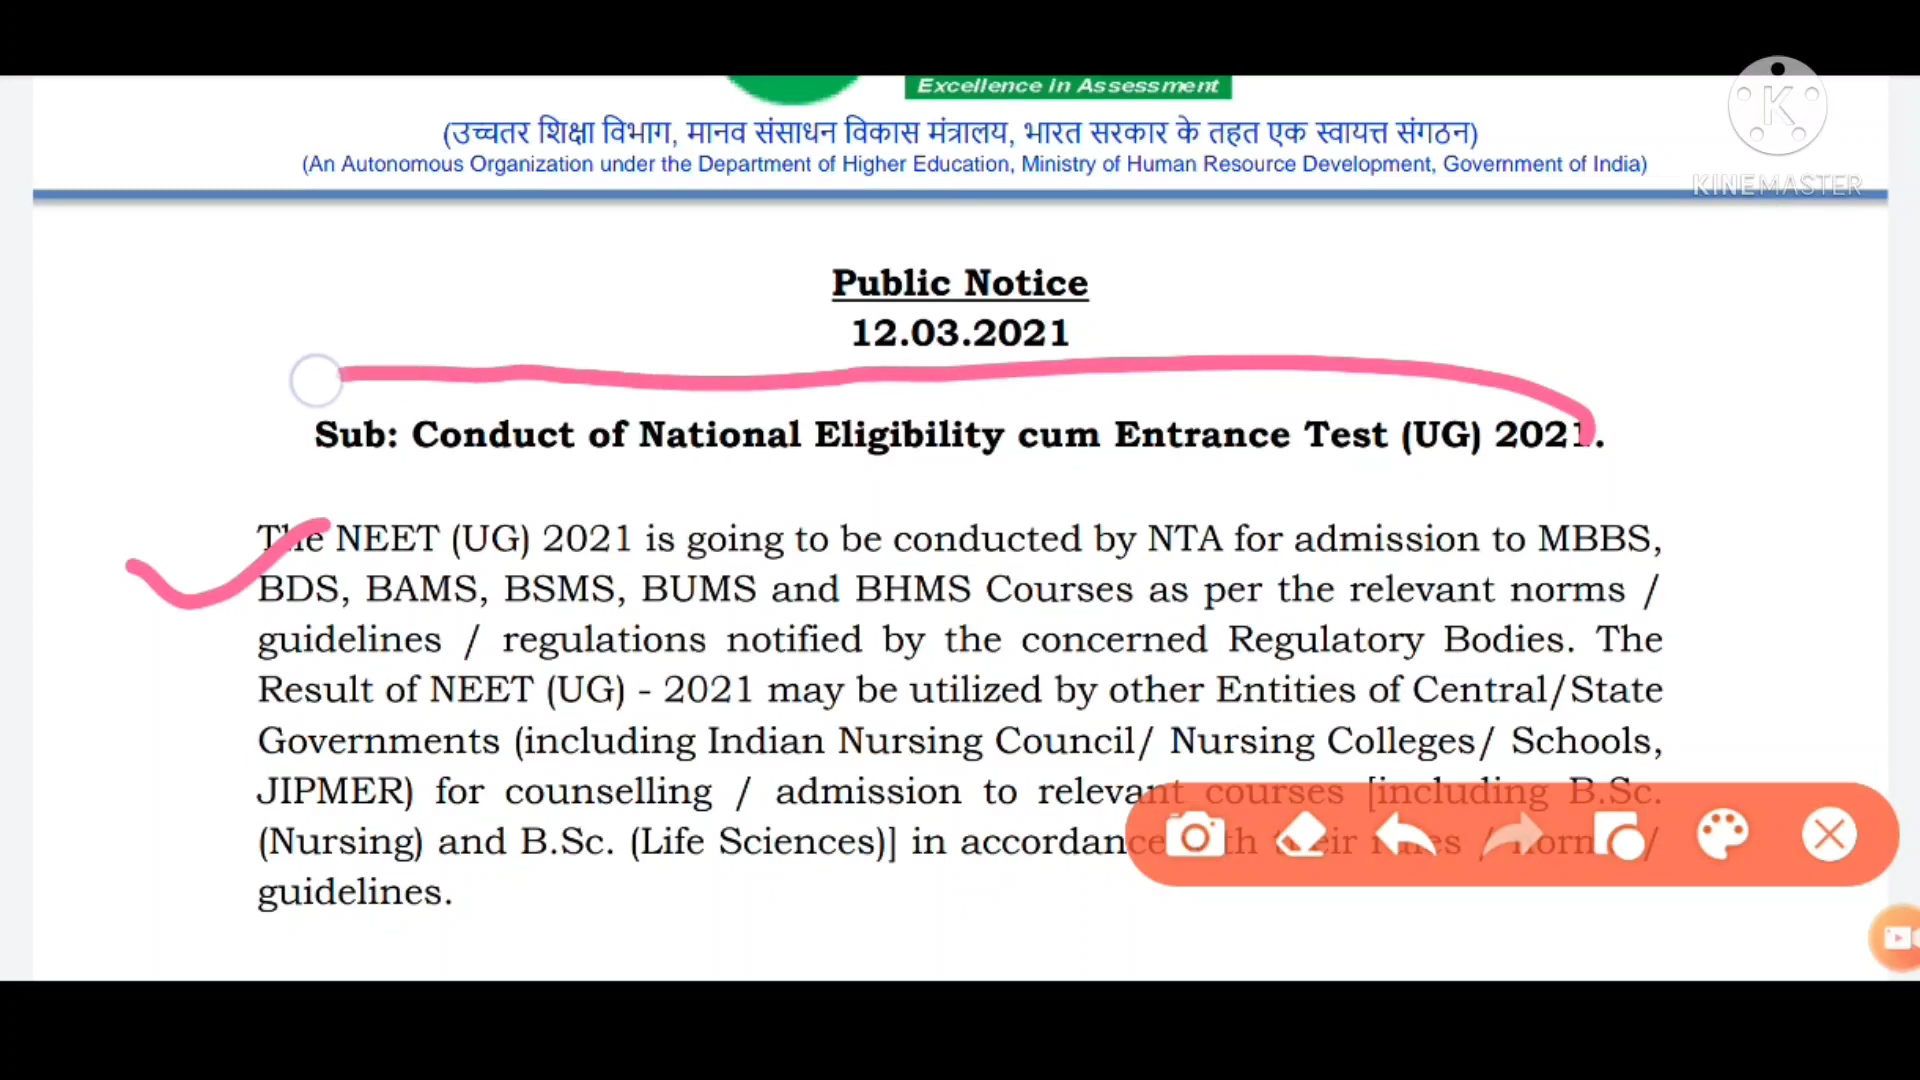 Excellence in Assessment
(उच्चतर शिक्षा विभाग, मानव संसाधन विकास मंत्रालय, भारत सरकार के तहत एक स्वायत्त संगठन)
(An Autonomous Organization under the Department of Higher Education, Ministry of Human Resource Development, Government of India)
KINEMASTER
Public Notice
12.03.2021
Sub: Conduct of National Eligibility cum Entrance Test (UG) 2021.
The NEET (UG) 2021 is going to be conducted by NTA for admission to MBBS,
BDS, BAMS, BSMS, BUMS and BHMS Courses as per the relevant norms /
guidelines / regulations notified by the concerned Regulatory Bodies. The
Result of NEET (UG) - 2021 may be utilized by other Entities of Central/State
Governments (including Indian Nursing Council/ Nursing Colleges/ Schools,
JIPMER) for counselling / admission to relevant courses [including B.Sc.
(Nursing) and B.Sc. (Life Sciences)] in accordance with their rules / norms /
guidelines.